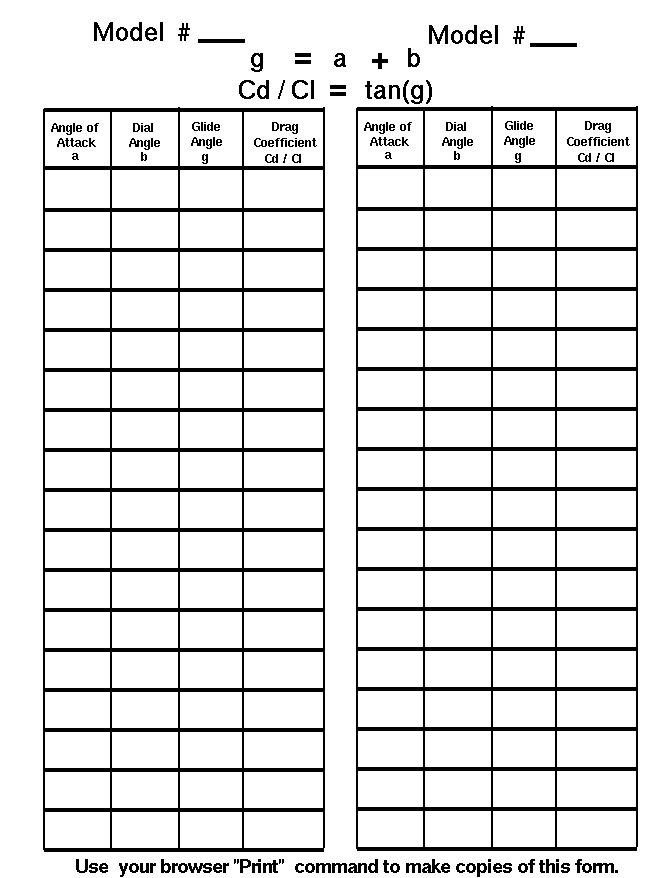 Model # ___
Model # ___
g = a + b
Cd / Cl = tan(g)
Angle of
Attack
a
Dial
Angle
b
Glide
Angle
g
Drag
Coefficient
Cd / Cl
Angle of
Attack
a
Dial
Angle
b
Glide
Angle
g
Drag
Coefficient
Cd / Cl
Use your browser "Print" command to make copies of this form.